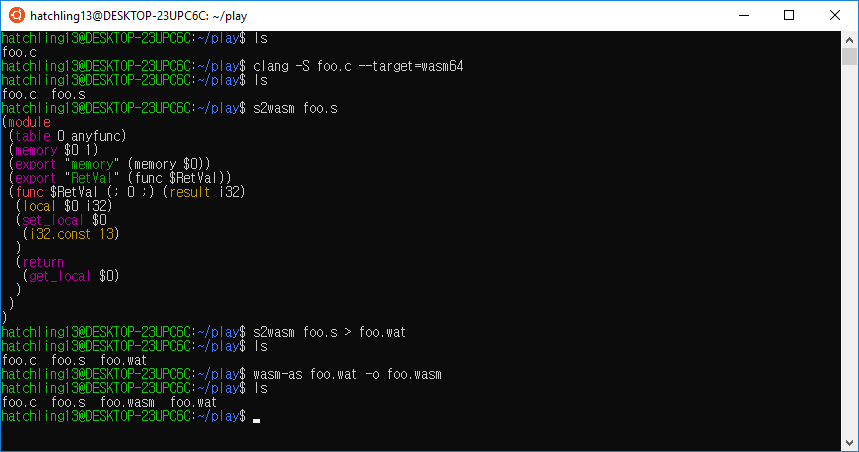 hatchling13@DESKTOP-23UPC6C: ~/play
hatchling13@DESKTOP-23UPC6C:~/play$ ls
foo.c
hatchling13@DESKTOP-23UPC6C:~/play$ clang -S foo.c --target=wasm64
hatchling13@DESKTOP-23UPC6C:~/play$ ls
foo.c  foo.s
hatchling13@DESKTOP-23UPC6C:~/play$ s2wasm foo.s
(module
 (table 0 anyfunc)
 (memory $0 1)
 (export "memory" (memory $0))
 (export "RetVal" (func $RetVal))
 (func $RetVal (; 0 ;) (result i32)
  (local $0 i32)
  (set_local $0
   (i32.const 13)
  )
  (return
   (get_local $0)
  )
 )
)
hatchling13@DESKTOP-23UPC6C:~/play$ s2wasm foo.s > foo.wat
hatchling13@DESKTOP-23UPC6C:~/play$ ls
foo.c  foo.s  foo.wat
hatchling13@DESKTOP-23UPC6C:~/play$ wasm-as foo.wat -o foo.wasm
hatchling13@DESKTOP-23UPC6C:~/play$ ls
foo.c  foo.s  foo.wasm  foo.wat
hatchling13@DESKTOP-23UPC6C:~/play$